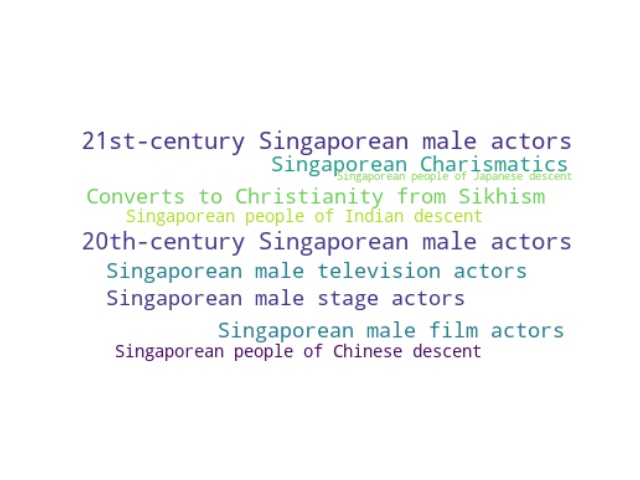 21st-century Singaporean male actors
Singaporean Charismatics
Singaporean people of Japanese descent
Converts to Christianity from Sikhism
Singaporean people of Indian descent
20th-century Singaporean male actors
Singaporean male television actors
Singaporean male stage actors
Singaporean male film actors
Singaporean people of Chinese descent